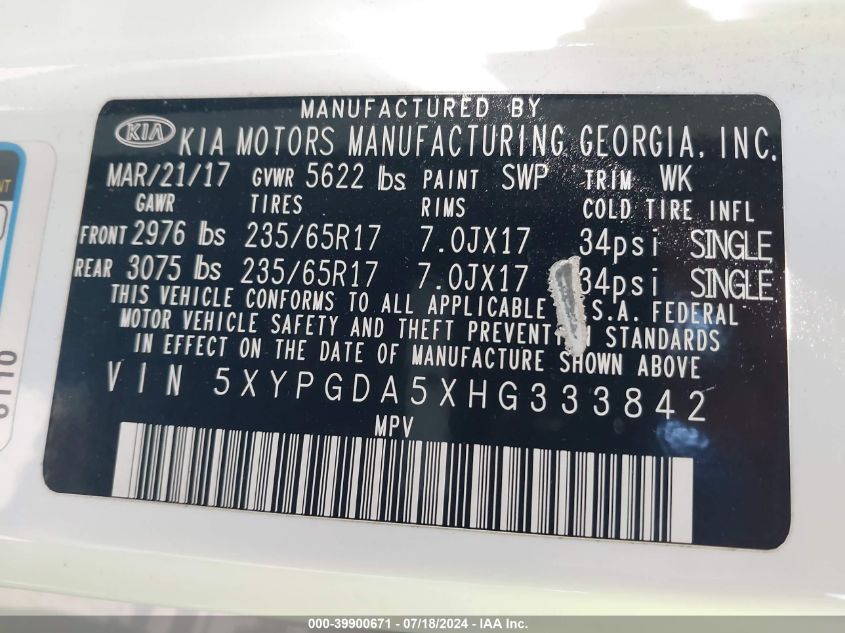 MANUFACTURED BY
KIA KIA MOTORS MANUFACTURING GEORGIA, INC.
MAR/21/17 GVWR 5622 lbs PAINT SWP TRIM WK
GAWR TIRES RIMS COLD TIRE INFL
FRONT 2976 lbs 235/65R17 7.0JX17 34psi SINGLE
REAR 3075 lbs 235/65R17 7.0JX17 34psi SINGLE
THIS VEHICLE CONFORMS TO ALL APPLICABLE .S.A. FEDERAL
MOTOR VEHICLE SAFETY AND THEFT PREVENTION STANDARDS
IN EFFECT ON THE DATE OF MANUFACTURE SHOWN ABOVE
VIN 5XYPGDA5XHG333842
MPV
000-39900671 / 07/18/2024 - IAA Inc.